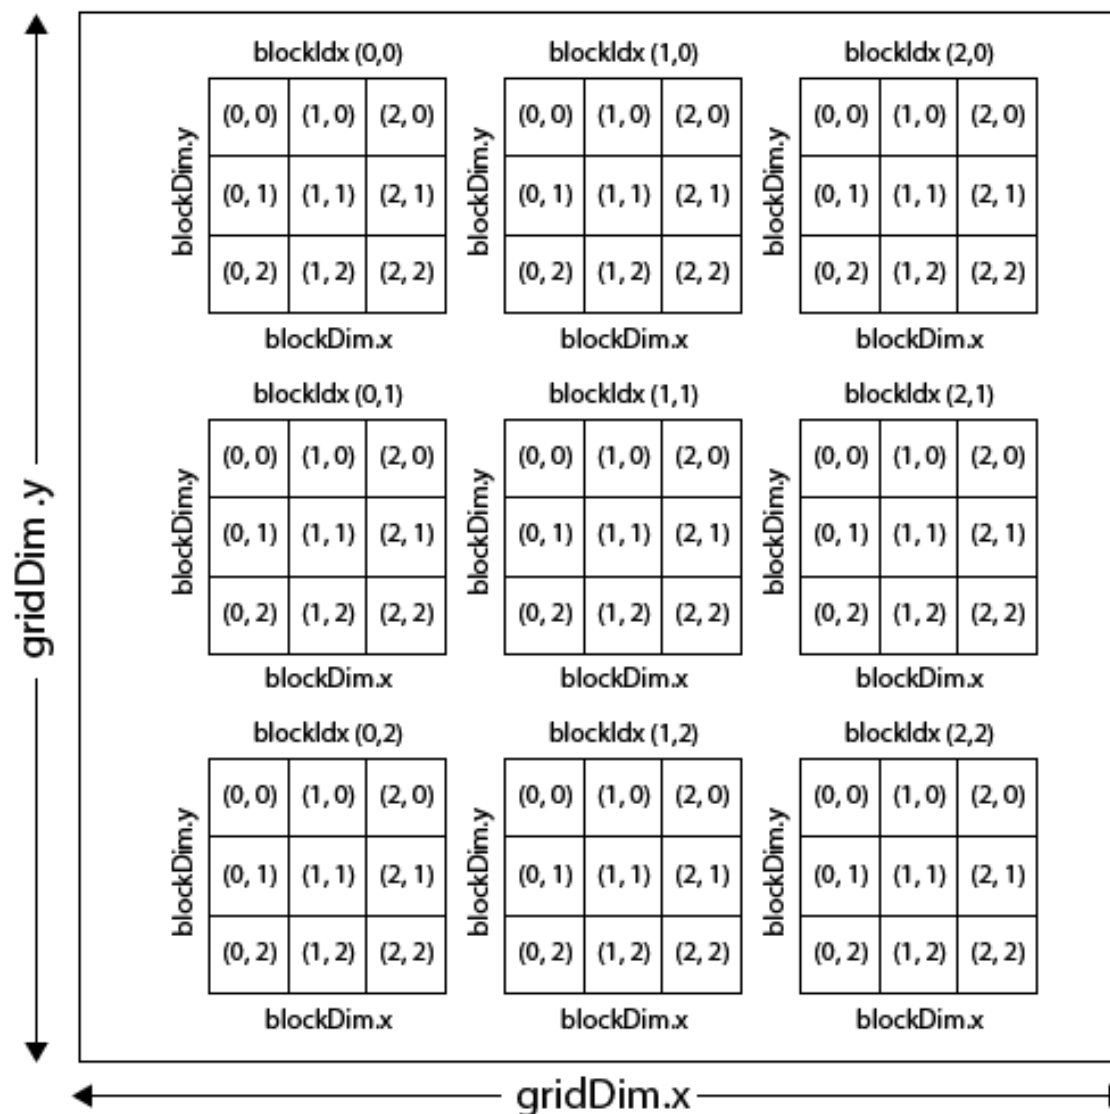 blockIdx (0,0) blockIdx (1,0) blockIdx (2,0)
blockDim.y (0, 0) (1, 0) (2, 0) blockDim.y (0, 0) (1, 0) (2, 0) blockDim.y (0, 0) (1, 0) (2, 0)
(0, 1) (1, 1) (2, 1) (0, 1) (1, 1) (2, 1) (0, 1) (1, 1) (2, 1)
(0, 2) (1, 2) (2, 2) (0, 2) (1, 2) (2, 2) (0, 2) (1, 2) (2, 2)
blockDim.x blockDim.x blockDim.x
blockIdx (0,1) blockIdx (1,1) blockIdx (2,1)
gridDim .y
blockDim.y (0, 0) (1, 0) (2, 0) blockDim.y (0, 0) (1, 0) (2, 0) blockDim.y (0, 0) (1, 0) (2, 0)
(0, 1) (1, 1) (2, 1) (0, 1) (1, 1) (2, 1) (0, 1) (1, 1) (2, 1)
(0, 2) (1, 2) (2, 2) (0, 2) (1, 2) (2, 2) (0, 2) (1, 2) (2, 2)
blockDim.x blockDim.x blockDim.x
blockIdx (0,2) blockIdx (1,2) blockIdx (2,2)
blockDim.y (0, 0) (1, 0) (2, 0) blockDim.y (0, 0) (1, 0) (2, 0) blockDim.y (0, 0) (1, 0) (2, 0)
(0, 1) (1, 1) (2, 1) (0, 1) (1, 1) (2, 1) (0, 1) (1, 1) (2, 1)
(0, 2) (1, 2) (2, 2) (0, 2) (1, 2) (2, 2) (0, 2) (1, 2) (2, 2)
blockDim.x blockDim.x blockDim.x
gridDim.x